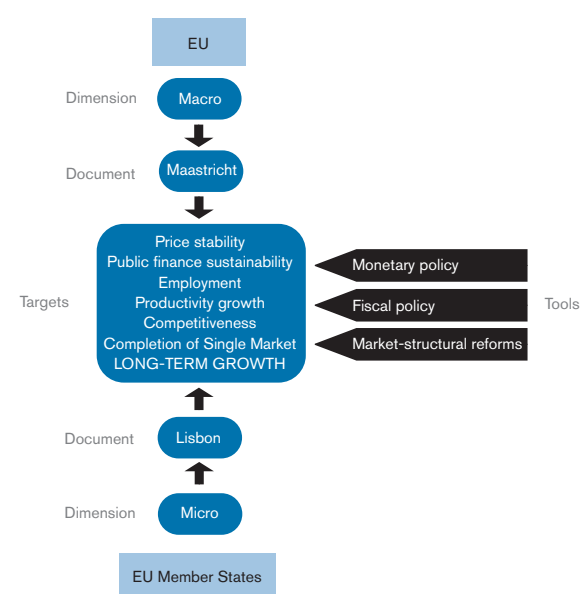 EU
Dimension
Macro
Document
Maastricht
Price stability
Public finance sustainability
Employment
Productivity growth
Competitiveness
Completion of Single Market
LONG-TERM GROWTH
Targets
Monetary policy
Fiscal policy
Market-structural reforms
Tools
Document
Lisbon
Dimension
Micro
EU Member States